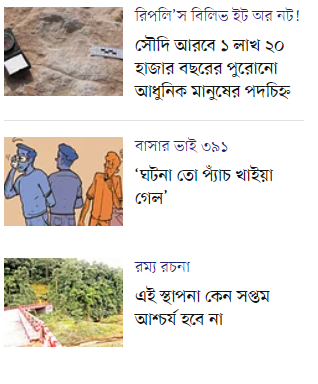 রিপলি’স বিলিভ ইট অর নট!
সৌদি আরবে ১ লাখ ২০
হাজার বছরের পুরোনো
আধুনিক মানুষের পদচিহ্ন
বাসার ভাই ৩৯১
‘ঘটনা তো প্যাঁচ খাইয়া
গেল’
রম্য রচনা
এই স্থাপনা কেন সপ্তম
আশ্চর্য হবে না